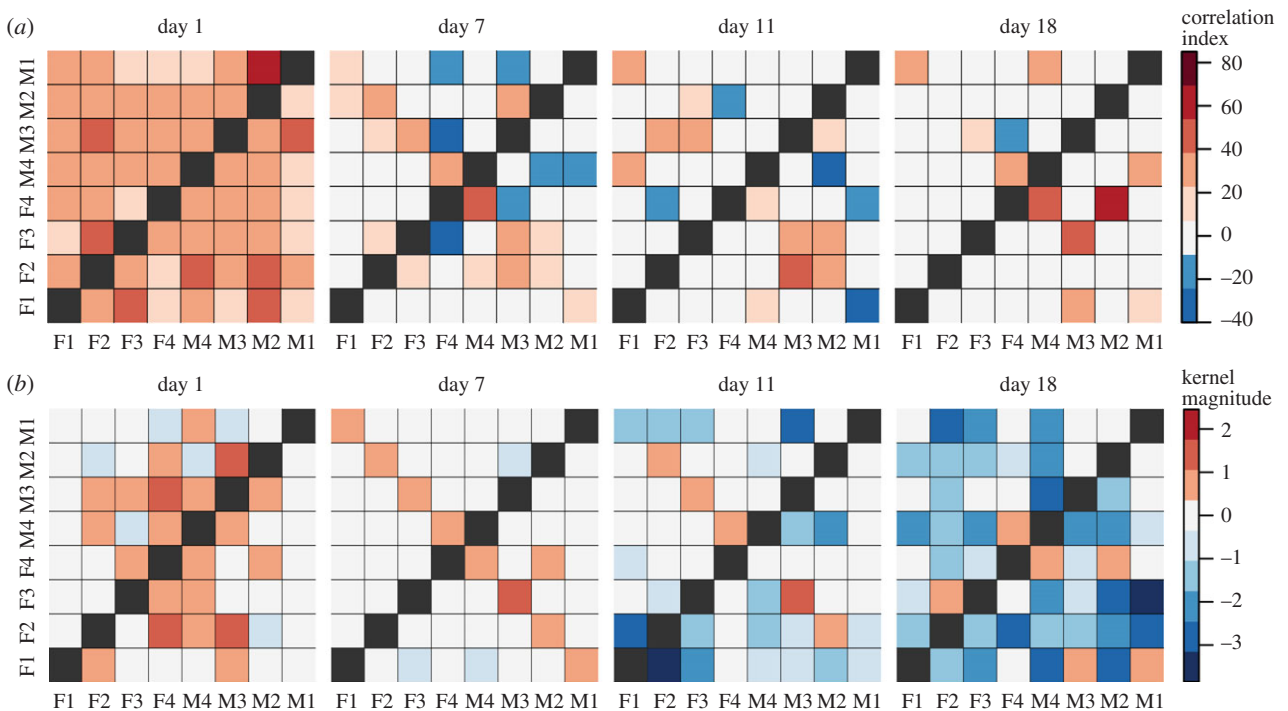 (a) day 1 day 7 day 11 day 18 correlation
index
M1 80
M2 60
M3 40
M4 20
F4 0
F3 –20
F2 –40
F1
F1 F2 F3 F4 M4 M3 M2 M1 F1 F2 F3 F4 M4 M3 M2 M1 F1 F2 F3 F4 M4 M3 M2 M1 F1 F2 F3 F4 M4 M3 M2 M1
(b) day 1 day 7 day 11 day 18 kernel
magnitude
M1 2
M2 1
M3 0
M4 –1
F4 –2
F3 –3
F2
F1
F1 F2 F3 F4 M4 M3 M2 M1 F1 F2 F3 F4 M4 M3 M2 M1 F1 F2 F3 F4 M4 M3 M2 M1 F1 F2 F3 F4 M4 M3 M2 M1